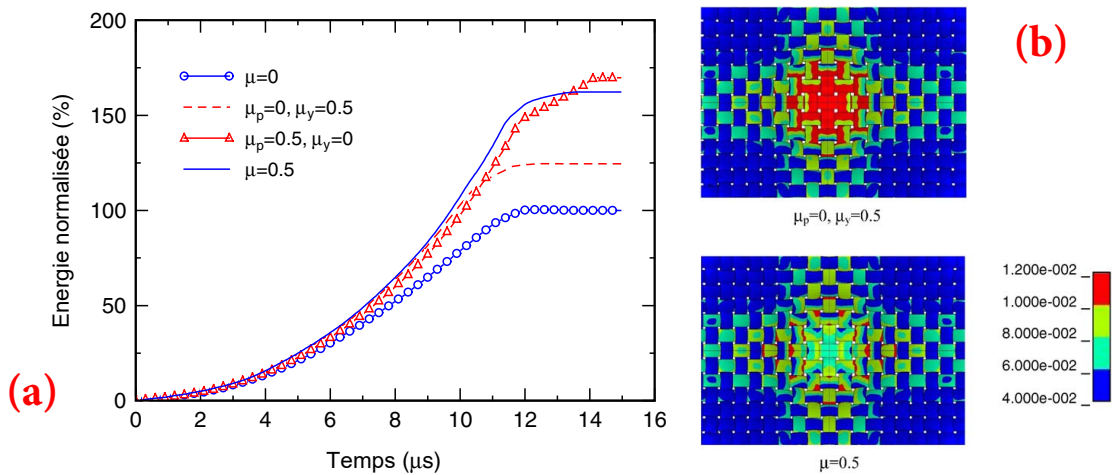 200
150
100
50
0
Energie normalisée (%)
μ=0
μp=0, μy=0.5
μp=0.5, μy=0
μ=0.5
0 2 4 6 8 10 12 14 16
Temps (μs)
(a)
(b)
μp=0, μy=0.5
1.200e-002
1.000e-002
8.000e-002
6.000e-002
4.000e-002
μ=0.5